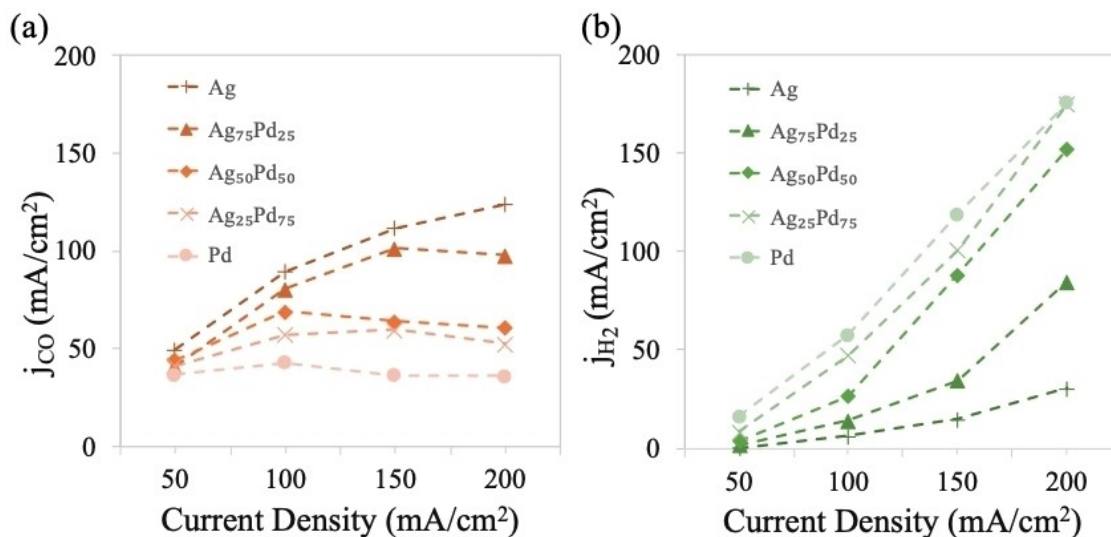 (a)
200
150
100
50
0
j_CO (mA/cm²)
Ag
Ag₇₅Pd₂₅
Ag₅₀Pd₅₀
Ag₂₅Pd₇₅
Pd
50 100 150 200
Current Density (mA/cm²)
(b)
200
150
100
50
0
j_H₂ (mA/cm²)
Ag
Ag₇₅Pd₂₅
Ag₅₀Pd₅₀
Ag₂₅Pd₇₅
Pd
50 100 150 200
Current Density (mA/cm²)